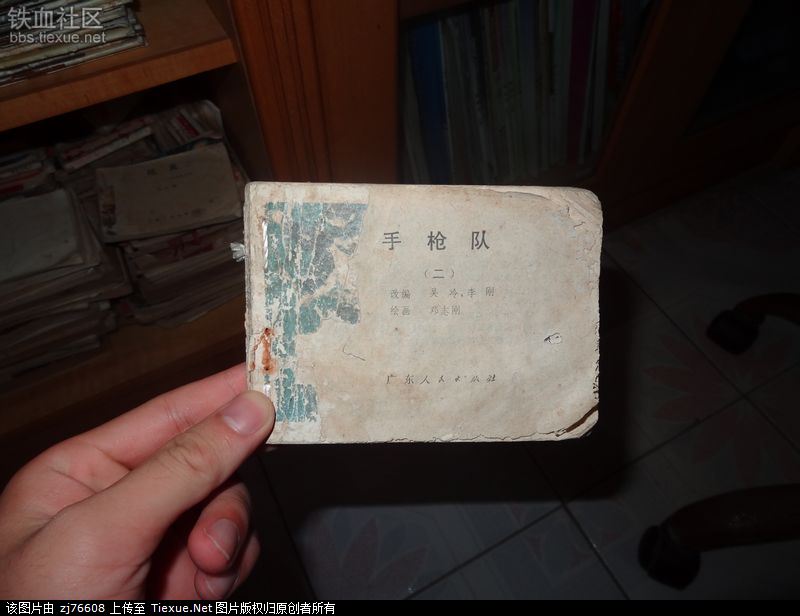 铁血社区
bbs.tiexue.net
手枪队
（二）
改编 吴冷、李刚
绘画 邓志刚
广东人民出版社
该图片由 zj76608 上传至 Tiexue.Net 图片版权归原创者所有